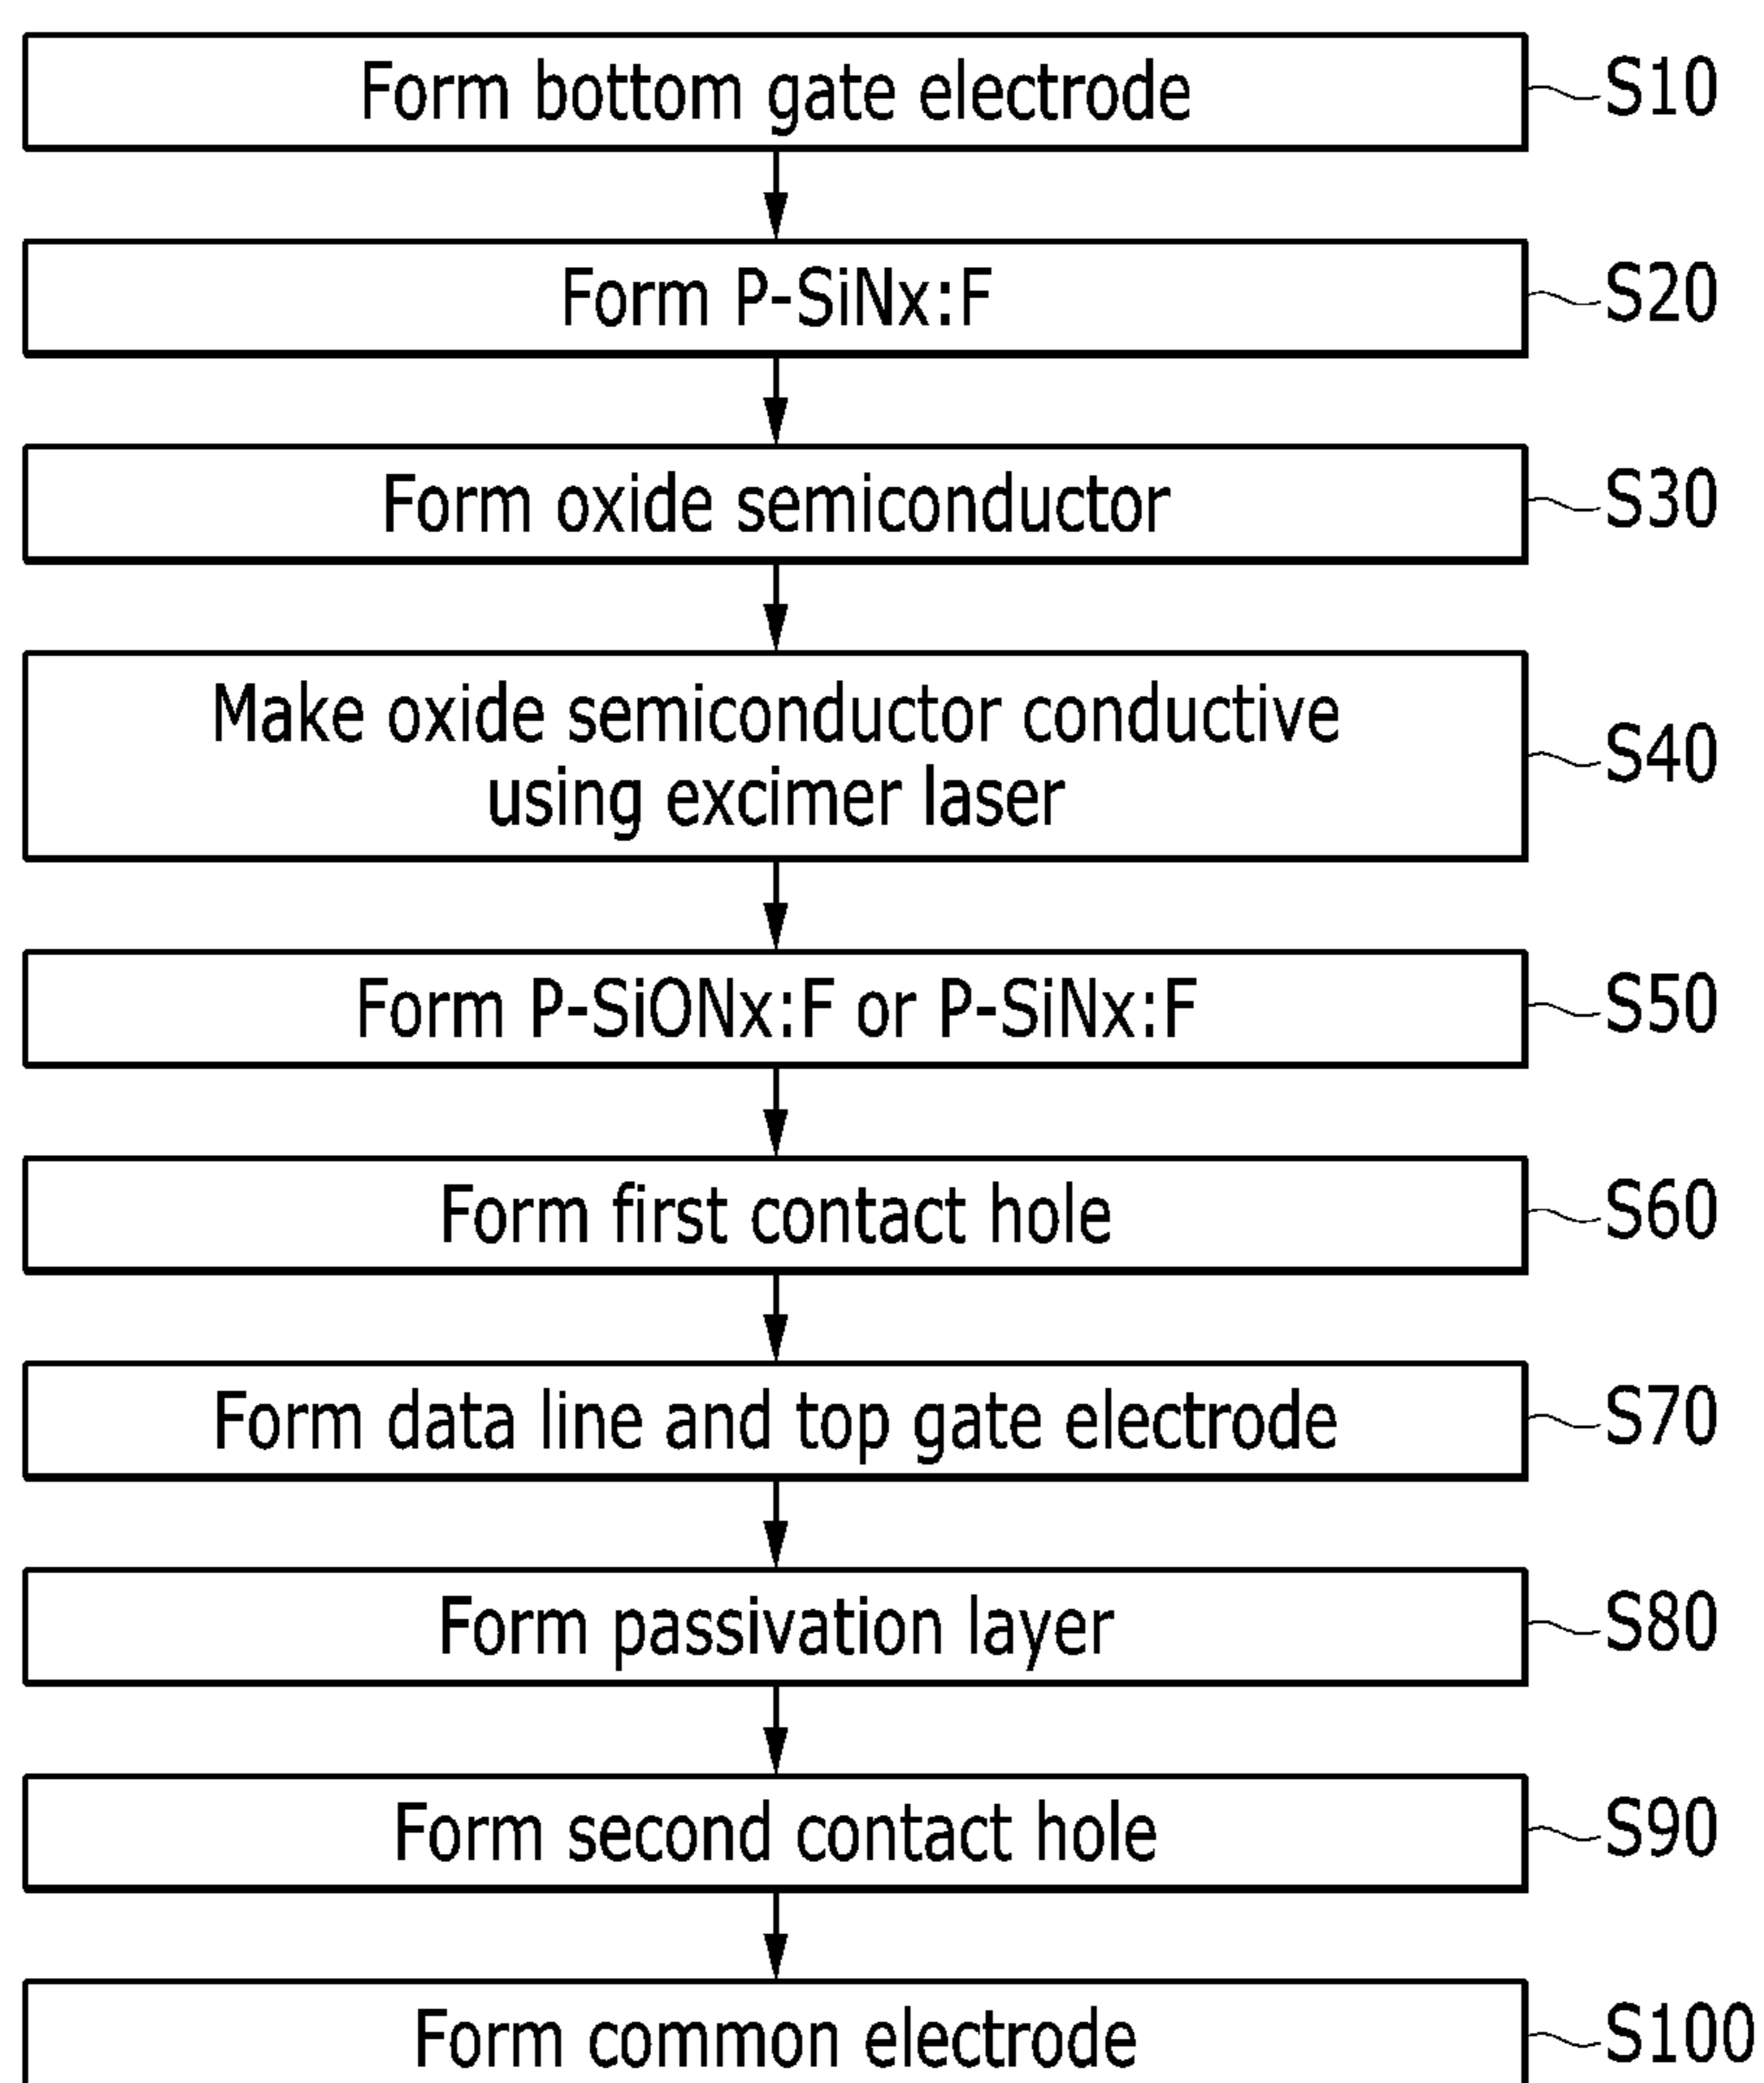 Form bottom gate electrode S10
Form P-SiNx:F S20
Form oxide semiconductor S30
Make oxide semiconductor conductive
using excimer laser S40
Form P-SiONx:F or P-SiNx:F S50
Form first contact hole S60
Form data line and top gate electrode S70
Form passivation layer S80
Form second contact hole S90
Form common electrode S100